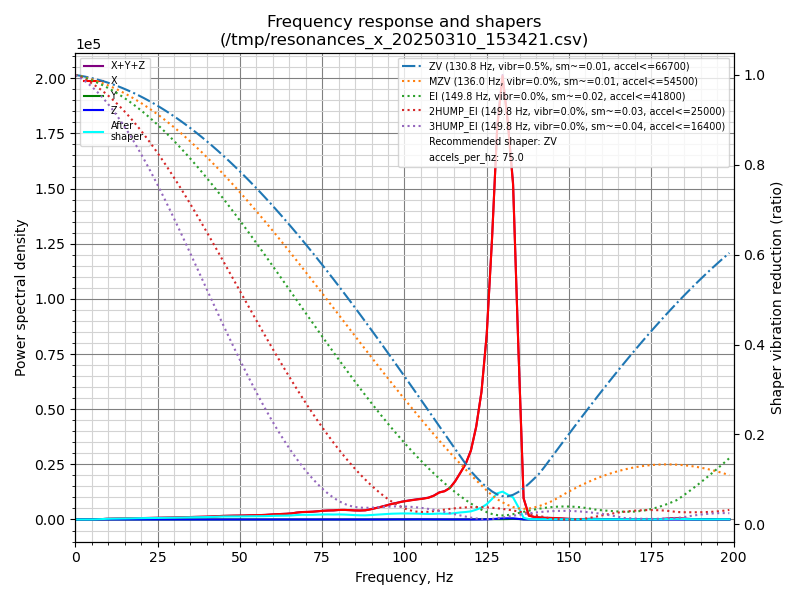 Frequency response and shapers
(/tmp/resonances_x_20250310_153421.csv)
1e5
X+Y+Z
X
Y
Z
After
shaper
ZV (130.8 Hz, vibr=0.5%, sm~=0.01, accel<=66700)
MZV (136.0 Hz, vibr=0.0%, sm~=0.01, accel<=54500)
EI (149.8 Hz, vibr=0.0%, sm~=0.02, accel<=41800)
2HUMP_EI (149.8 Hz, vibr=0.0%, sm~=0.03, accel<=25000)
3HUMP_EI (149.8 Hz, vibr=0.0%, sm~=0.04, accel<=16400)
Recommended shaper: ZV
accels_per_hz: 75.0
Power spectral density
2.00
1.75
1.50
1.25
1.00
0.75
0.50
0.25
0.00
1.0
0.8
0.6
0.4
0.2
0.0
Shaper vibration reduction (ratio)
0 25 50 75 100 125 150 175 200
Frequency, Hz